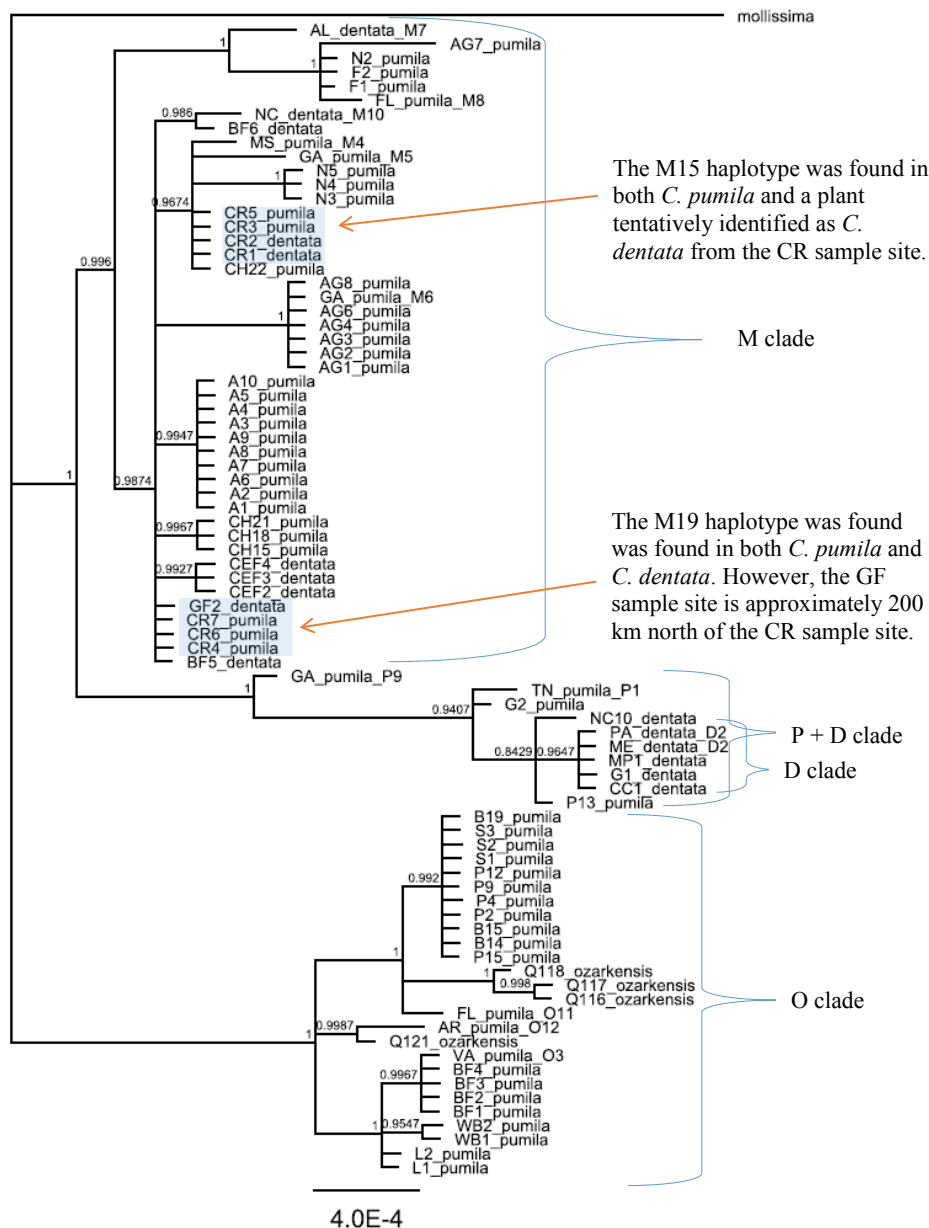 mollissima
AL_dentata_M7
1
AG7_pumila
N2_pumila
1
F2_pumila
F1_pumila
FL_pumila_M8
0.986
NC_dentata_M10
BF6_dentata
MS_pumila_M4
GA_pumila_M5
N5_pumila
1
N4_pumila
N3_pumila
0.9674
CR5_pumila
CR3_pumila
CR2_dentata
CR1_dentata
CH22_pumila
The M15 haplotype was found in
both C. pumila and a plant
tentatively identified as C.
dentata from the CR sample site.
0.996
AG8_pumila
GA_pumila_M6
AG6_pumila
1
AG4_pumila
AG3_pumila
AG2_pumila
AG1_pumila
M clade
A10_pumila
A5_pumila
A4_pumila
A3_pumila
0.9947
A9_pumila
A8_pumila
A7_pumila
A6_pumila
A2_pumila
A1_pumila
1
0.9874
CH21_pumila
0.9967
CH18_pumila
CH15_pumila
CEF4_dentata
0.9927
CEF3_dentata
CEF2_dentata
GF2_dentata
CR7_pumila
CR6_pumila
CR4_pumila
BF5_dentata
The M19 haplotype was found
was found in both C. pumila and
C. dentata. However, the GF
sample site is approximately 200
km north of the CR sample site.
GA_pumila_P9
1
TN_pumila_P1
0.9407
G2_pumila
NC10_dentata
PA_dentata_D2
ME_dentata_D2
0.8429
0.9647
MP1_dentata
G1_dentata
CC1_dentata
P13_pumila
P + D clade
D clade
B19_pumila
S3_pumila
S2_pumila
S1_pumila
P12_pumila
0.992
P9_pumila
P4_pumila
P2_pumila
B15_pumila
B14_pumila
P15_pumila
1
1
Q118_ozarkensis
0.998
Q117_ozarkensis
Q116_ozarkensis
O clade
FL_pumila_O11
0.9987
AR_pumila_O12
1
Q121_ozarkensis
VA_pumila_O3
BF4_pumila
0.9967
BF3_pumila
BF2_pumila
BF1_pumila
1
0.9547
WB2_pumila
WB1_pumila
L2_pumila
L1_pumila
4.0E-4